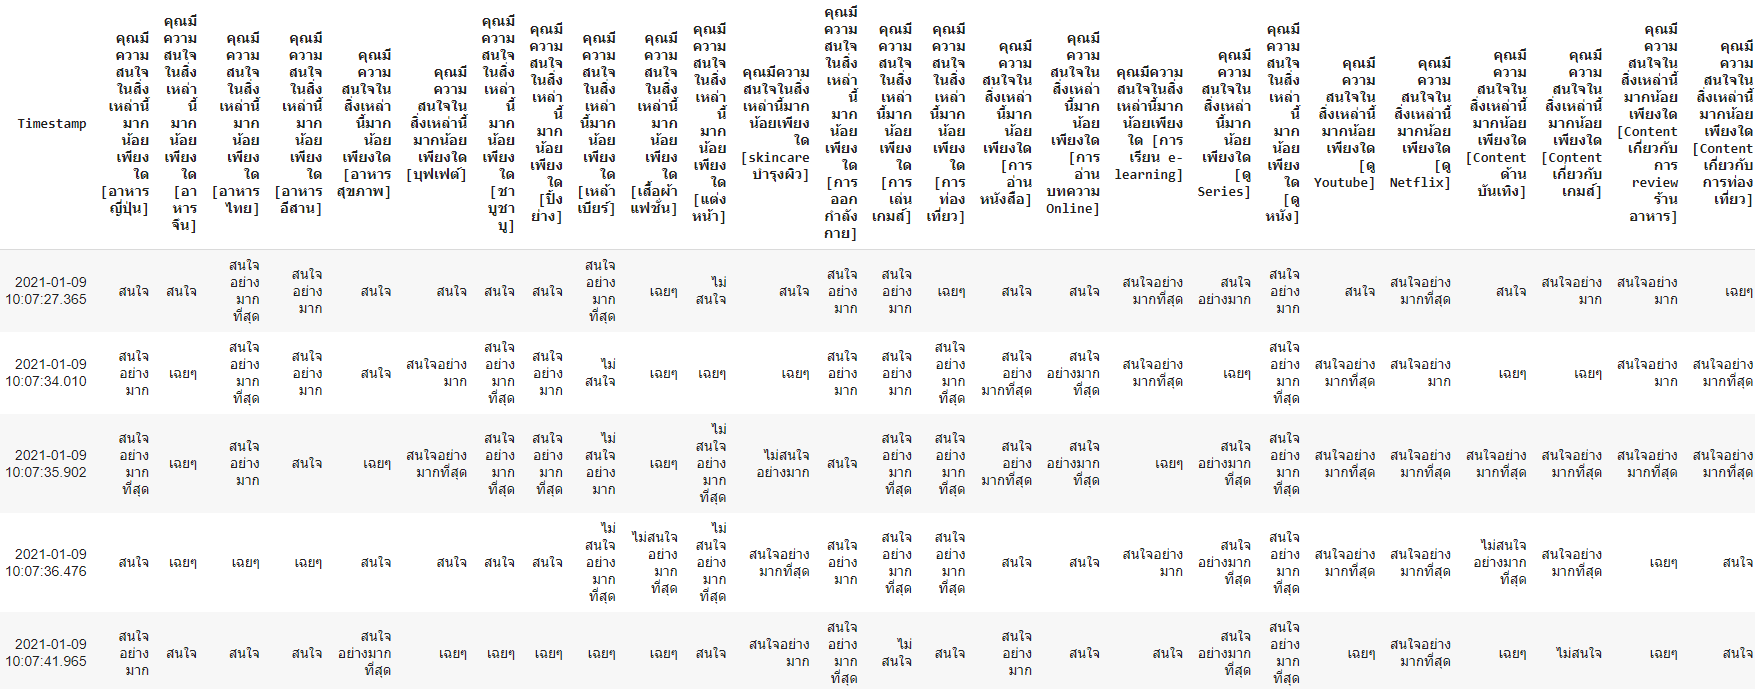 Timestamp
คุณมี
ความ
สนใจ
ในสิ่ง
เหล่านี้
มาก
น้อย
เพียง
ใด
[อาหาร
ญี่ปุ่น]
คุณมี
ความ
สนใจ
ในสิ่ง
เหล่า
นี้
มาก
น้อย
เพียง
ใด
[อา
หาร
จีน]
คุณมี
ความ
สนใจ
ในสิ่ง
เหล่านี้
มาก
น้อย
เพียง
ใด
[อาหาร
ไทย]
คุณมี
ความ
สนใจ
ในสิ่ง
เหล่านี้
มาก
น้อย
เพียง
ใด
[อาหาร
อีสาน]
คุณมี
ความ
สนใจใน
สิ่งเหล่า
นี้มาก
น้อย
เพียงใด
[อาหาร
สุขภาพ]
คุณมี
ความ
สนใจใน
สิ่งเหล่านี้
มากน้อย
เพียงใด
[บุฟเฟต์]
คุณมี
ความ
สนใจ
ในสิ่ง
เหล่า
นี้
มาก
น้อย
เพียง
ใด
[ชา
บูชา
บู]
คุณมี
ความ
สนใจ
ในสิ่ง
เหล่า
นี้
มาก
น้อย
เพียง
ใด
[ปิ้ง
ย่าง]
คุณมี
ความ
สนใจ
ในสิ่ง
เหล่า
นี้มาก
น้อย
เพียง
ใด
[เหล้า
เบียร์]
คุณมี
ความ
สนใจ
ในสิ่ง
เหล่านี้
มาก
น้อย
เพียงใด
[เสื้อผ้า
แฟชั่น]
คุณมี
ความ
สนใจ
ในสิ่ง
เหล่า
นี้
มาก
น้อย
เพียง
ใด
[แต่ง
หน้า]
คุณมีความ
สนใจในสิ่ง
เหล่านี้มาก
น้อยเพียง
ใด
[skincare
บำรุงผิว]
คุณมี
ความ
สนใจ
ในสิ่ง
เหล่า
นี้
มาก
น้อย
เพียง
ใด
[การ
ออก
กำลัง
กาย]
คุณมี
ความ
สนใจ
ในสิ่ง
เหล่า
นี้มาก
น้อย
เพียง
ใด
[การ
เล่น
เกมส์]
คุณมี
ความ
สนใจ
ในสิ่ง
เหล่า
นี้มาก
น้อย
เพียง
ใด
[การ
ท่อง
เที่ยว]
คุณมี
ความ
สนใจใน
สิ่งเหล่า
นี้มาก
น้อย
เพียงใด
[การ
อ่าน
หนังสือ]
คุณมี
ความ
สนใจใน
สิ่งเหล่านี้
มากน้อย
เพียงใด
[การ
อ่าน
บทความ
Online]
คุณมีความ
สนใจในสิ่ง
เหล่านี้มาก
น้อยเพียง
ใด [การ
เรียน e-
learning]
คุณมี
ความ
สนใจใน
สิ่งเหล่า
นี้มาก
น้อย
เพียงใด
[ดู
Series]
คุณมี
ความ
สนใจ
ในสิ่ง
เหล่า
นี้
มาก
น้อย
เพียง
ใด [ดู
หนัง]
คุณมี
ความ
สนใจใน
สิ่งเหล่านี้
มากน้อย
เพียงใด
[ดู
Youtube]
คุณมี
ความ
สนใจใน
สิ่งเหล่านี้
มากน้อย
เพียงใด
[ดู
Netflix]
คุณมี
ความ
สนใจใน
สิ่งเหล่านี้
มากน้อย
เพียงใด
[Content
ด้าน
บันเทิง]
คุณมี
ความ
สนใจใน
สิ่งเหล่านี้
มากน้อย
เพียงใด
[Content
เกี่ยวกับ
เกมส์]
คุณมี
ความ
สนใจใน
สิ่งเหล่านี้
มากน้อย
เพียงใด
[Content
เกี่ยวกับ
การ
review
ร้าน
อาหาร]
คุณมี
ความ
สนใจใน
สิ่งเหล่านี้
มากน้อย
เพียงใด
[Content
เกี่ยวกับ
การท่อง
เที่ยว]
2021-01-09
10:07:27.365
สนใจ
สนใจ
สนใจ
อย่าง
มาก
ที่สุด
สนใจ
อย่าง
มาก
สนใจ
สนใจ
สนใจ
สนใจ
สนใจ
อย่าง
มาก
ที่สุด
เฉยๆ
ไม่
สนใจ
สนใจ
สนใจ
อย่าง
มาก
สนใจ
อย่าง
มาก
เฉยๆ
สนใจ
สนใจ
สนใจอย่าง
มากที่สุด
สนใจ
อย่างมาก
สนใจ
อย่าง
มาก
สนใจ
สนใจอย่าง
มากที่สุด
สนใจ
สนใจอย่าง
มาก
สนใจอย่าง
มาก
เฉยๆ
2021-01-09
10:07:34.010
สนใจ
อย่าง
มาก
เฉยๆ
สนใจ
อย่าง
มาก
ที่สุด
สนใจ
อย่าง
มาก
สนใจ
สนใจอย่าง
มาก
สนใจ
อย่าง
มาก
ที่สุด
สนใจ
อย่าง
มาก
ไม่
สนใจ
เฉยๆ
เฉยๆ
เฉยๆ
สนใจ
อย่าง
มาก
สนใจ
อย่าง
มาก
สนใจ
อย่าง
มาก
ที่สุด
สนใจ
อย่าง
มากที่สุด
สนใจ
อย่างมาก
ที่สุด
สนใจอย่าง
มากที่สุด
เฉยๆ
สนใจ
อย่าง
มาก
ที่สุด
สนใจอย่าง
มากที่สุด
สนใจอย่าง
มาก
เฉยๆ
เฉยๆ
สนใจอย่าง
มาก
สนใจอย่าง
มากที่สุด
2021-01-09
10:07:35.902
สนใจ
อย่าง
มาก
ที่สุด
เฉยๆ
สนใจ
อย่าง
มาก
สนใจ
เฉยๆ
สนใจอย่าง
มากที่สุด
สนใจ
อย่าง
มาก
ที่สุด
สนใจ
อย่าง
มาก
ที่สุด
ไม่
สนใจ
อย่าง
มาก
เฉยๆ
ไม่
สนใจ
อย่าง
มาก
ที่สุด
ไม่สนใจ
อย่างมาก
สนใจ
สนใจ
อย่าง
มาก
ที่สุด
สนใจ
อย่าง
มาก
ที่สุด
สนใจ
อย่าง
มากที่สุด
สนใจ
อย่างมาก
ที่สุด
เฉยๆ
สนใจ
อย่างมาก
ที่สุด
สนใจ
อย่าง
มาก
ที่สุด
สนใจอย่าง
มากที่สุด
สนใจอย่าง
มากที่สุด
สนใจอย่าง
มากที่สุด
สนใจอย่าง
มากที่สุด
สนใจอย่าง
มากที่สุด
สนใจอย่าง
มากที่สุด
2021-01-09
10:07:36.476
สนใจ
เฉยๆ
เฉยๆ
เฉยๆ
สนใจ
สนใจ
สนใจ
สนใจ
ไม่
สนใจ
อย่าง
มาก
ที่สุด
ไม่สนใจ
อย่าง
มาก
ที่สุด
ไม่
สนใจ
อย่าง
มาก
ที่สุด
สนใจอย่าง
มากที่สุด
สนใจ
อย่าง
มาก
สนใจ
อย่าง
มาก
ที่สุด
สนใจ
อย่าง
มาก
ที่สุด
สนใจ
สนใจ
สนใจอย่าง
มาก
สนใจ
อย่างมาก
ที่สุด
สนใจ
อย่าง
มาก
ที่สุด
สนใจอย่าง
มากที่สุด
สนใจอย่าง
มากที่สุด
ไม่สนใจ
อย่างมาก
ที่สุด
สนใจอย่าง
มากที่สุด
เฉยๆ
สนใจ
2021-01-09
10:07:41.965
สนใจ
อย่าง
มาก
สนใจ
สนใจ
สนใจ
สนใจ
อย่างมาก
ที่สุด
เฉยๆ
เฉยๆ
เฉยๆ
เฉยๆ
เฉยๆ
สนใจ
สนใจอย่าง
มาก
สนใจ
อย่าง
มาก
ที่สุด
ไม่
สนใจ
สนใจ
สนใจ
อย่าง
มาก
สนใจ
สนใจ
สนใจ
อย่างมาก
ที่สุด
สนใจ
อย่าง
มาก
ที่สุด
เฉยๆ
สนใจอย่าง
มากที่สุด
เฉยๆ
ไม่สนใจ
เฉยๆ
สนใจ